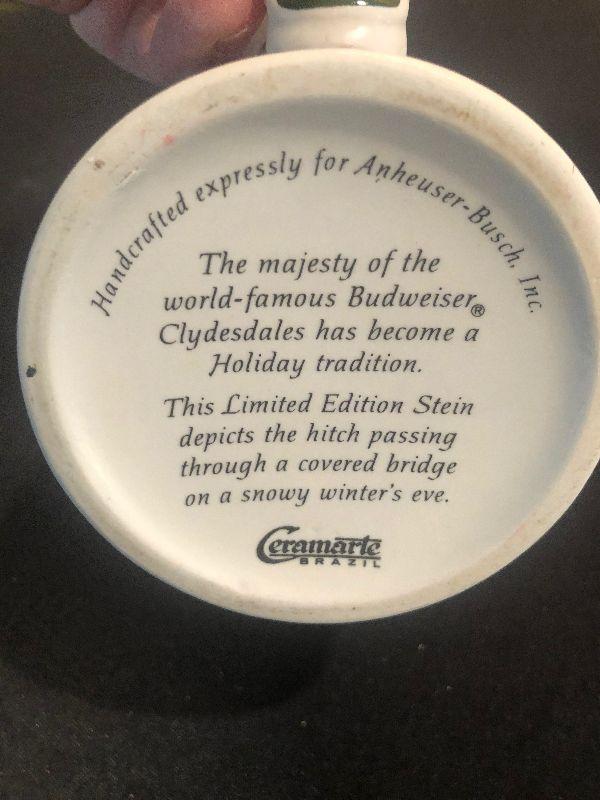 Handcrafted expressly for Anheuser-Busch, Inc.
The majesty of the
world-famous Budweiser®
Clydesdales has become a
Holiday tradition.
This Limited Edition Stein
depicts the hitch passing
through a covered bridge
on a snowy winter's eve.
Ceramarte
BRAZIL